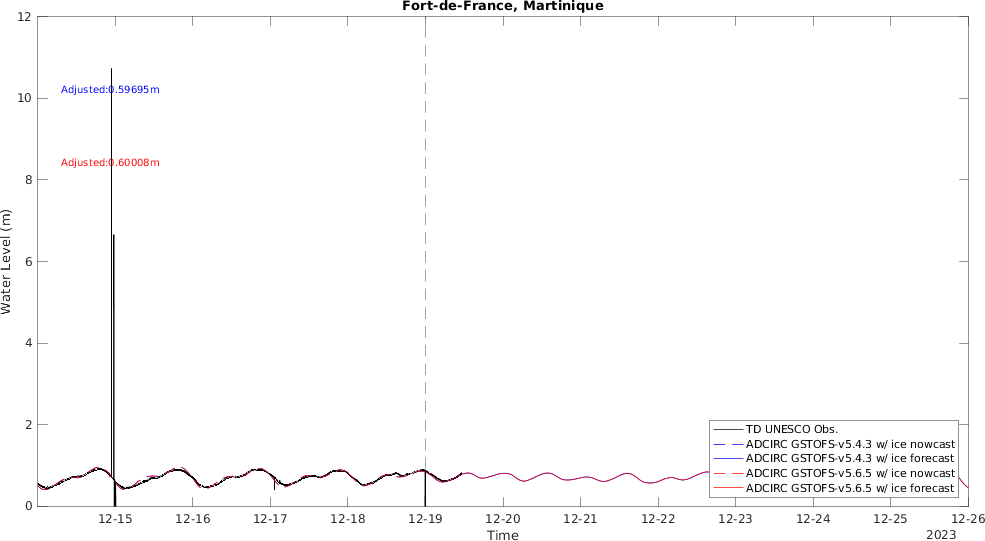 Fort-de-France, Martinique
12
10
8
6
4
2
0
Water Level (m)
Adjusted:0.59695m
Adjusted:0.60008m
TD UNESCO Obs.
ADCIRC GSTOFS-v5.4.3 w/ ice nowcast
ADCIRC GSTOFS-v5.4.3 w/ ice forecast
ADCIRC GSTOFS-v5.6.5 w/ ice nowcast
ADCIRC GSTOFS-v5.6.5 w/ ice forecast
12-15 12-16 12-17 12-18 12-19 12-20 12-21 12-22 12-23 12-24 12-25 12-26
Time
2023